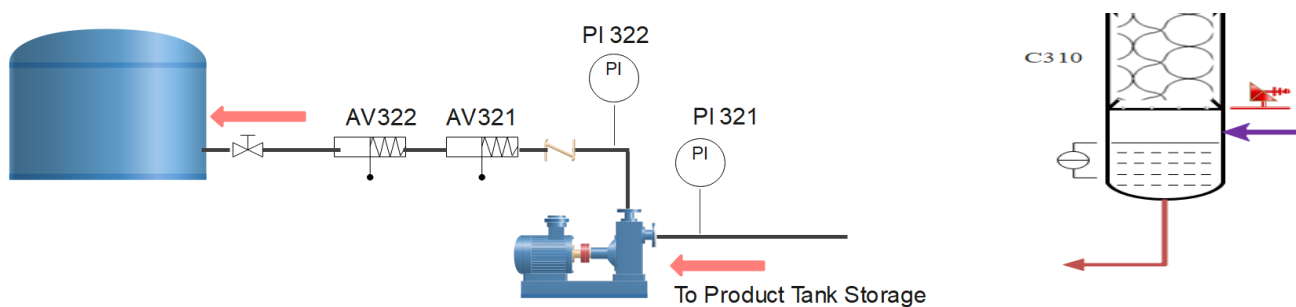 PI 322
PI
C310
AV322
AV321
PI 321
PI
To Product Tank Storage